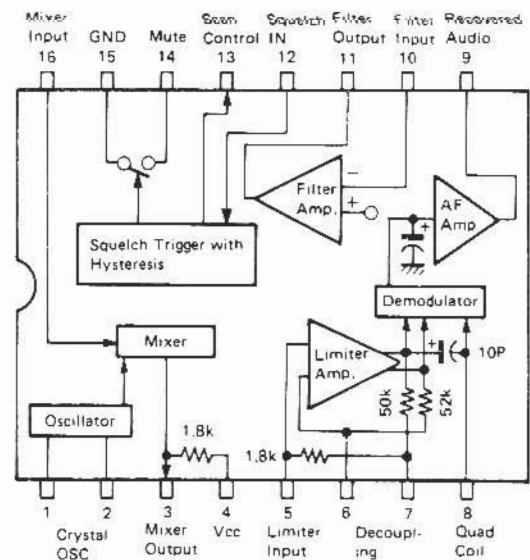 Mixer Input
GND
Mute
Scan Control
Squelch IN
Filter Output
Filter Input
Recovered Audio
16
15
14
13
12
11
10
9
Filter Amp.
−
+
AF Amp
+
Squelch Trigger with Hysteresis
Demodulator
Mixer
Limiter Amp.
+
10P
50k
52k
Oscillator
1.8k
1.8k
1
2
3
4
5
6
7
8
Crystal OSC
Mixer Output
Vcc
Limiter Input
Decoupling
Quad Coil